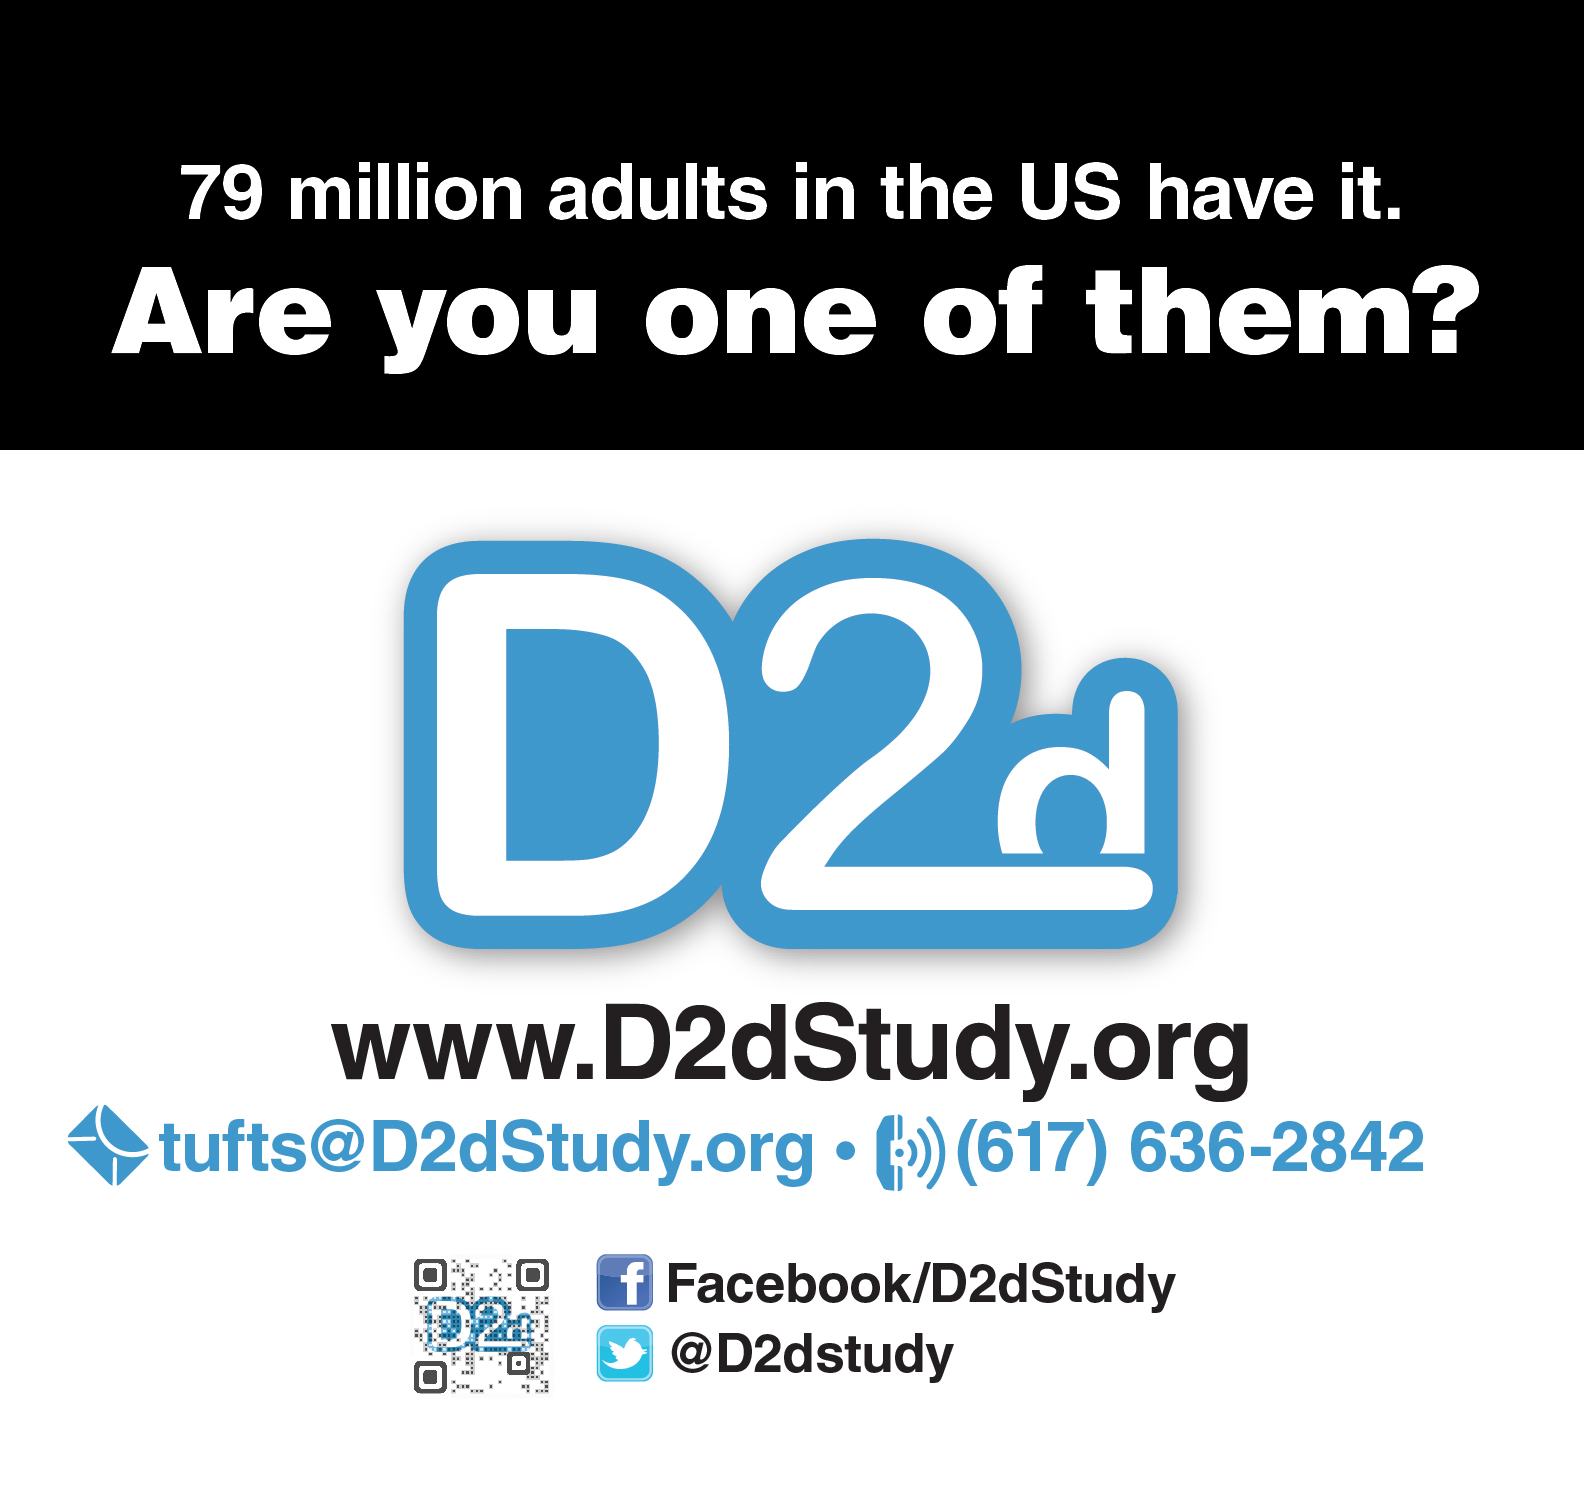 79 million adults in the US have it.
Are you one of them?
D2d
www.D2dStudy.org
tufts@D2dStudy.org • (617) 636-2842
D2d
f Facebook/D2dStudy
@D2dstudy